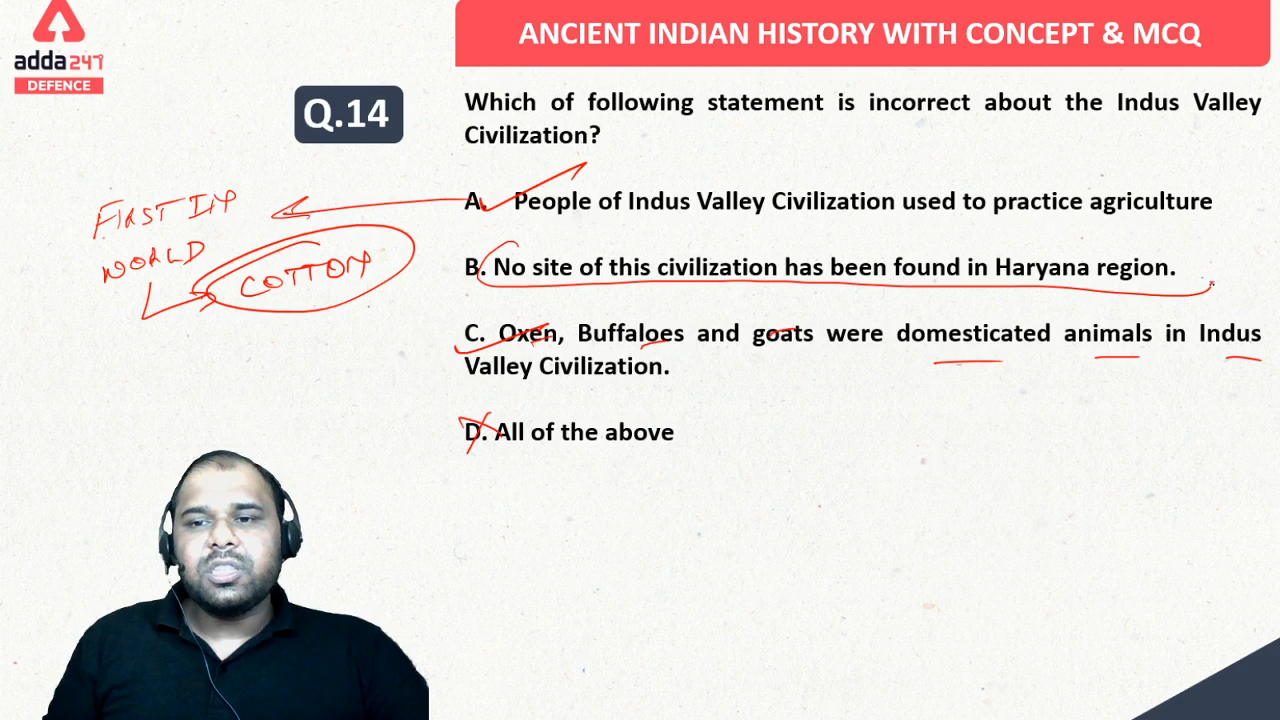 adda247
DEFENCE
ANCIENT INDIAN HISTORY WITH CONCEPT & MCQ
Q.14
Which of following statement is incorrect about the Indus Valley
Civilization?
A. People of Indus Valley Civilization used to practice agriculture
FIRST IN
WORLD
COTTON
B. No site of this civilization has been found in Haryana region.
C. Oxen, Buffaloes and goats were domesticated animals in Indus
Valley Civilization.
D. All of the above